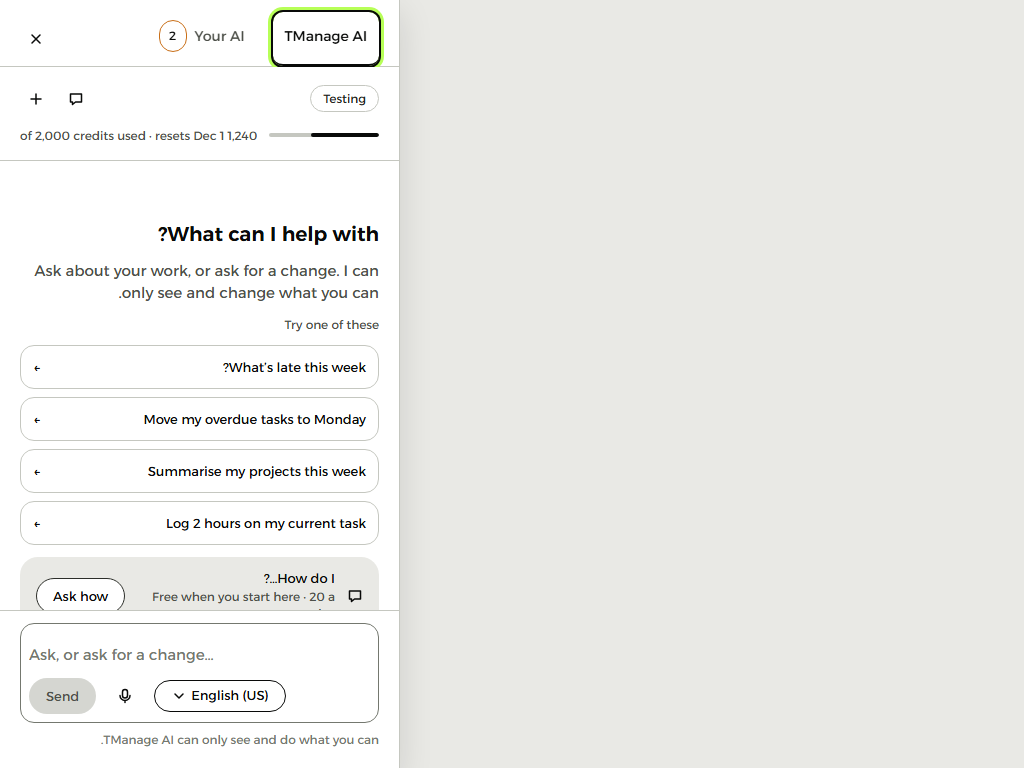 TManage AI
Your AI
2
Testing
of 2,000 credits used · resets Dec 1 1,240
?What can I help with
Ask about your work, or ask for a change. I can
.only see and change what you can
Try one of these
?What's late this week
Move my overdue tasks to Monday
Summarise my projects this week
Log 2 hours on my current task
?...How do I
Free when you start here · 20 a
Ask how
Ask, or ask for a change...
Send
English (US)
.TManage AI can only see and do what you can